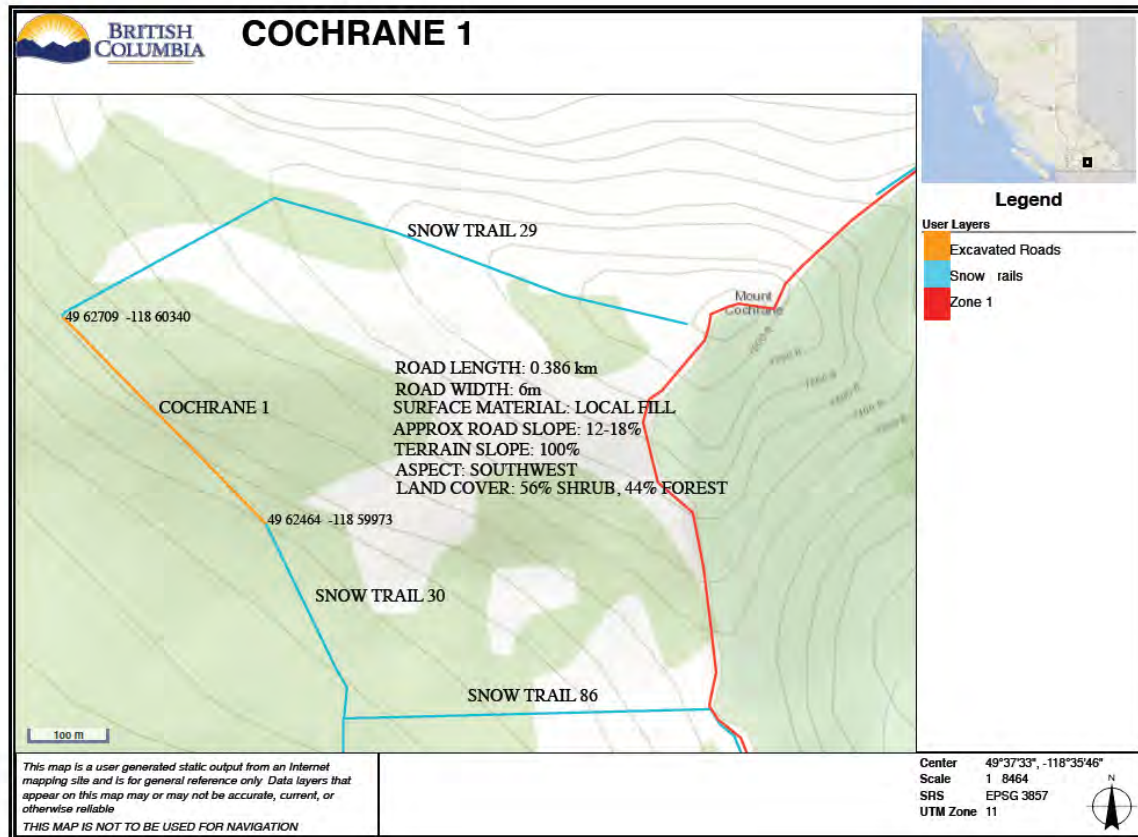 BRITISH
COLUMBIA
COCHRANE 1
SNOW TRAIL 29
Mount
Cochrane
49 62709 -118 60340
ROAD LENGTH: 0.386 km
ROAD WIDTH: 6m
COCHRANE 1
SURFACE MATERIAL: LOCAL FILL
APPROX ROAD SLOPE: 12-18%
TERRAIN SLOPE: 100%
ASPECT: SOUTHWEST
LAND COVER: 56% SHRUB, 44% FOREST
49 62464 -118 59973
SNOW TRAIL 30
SNOW TRAIL 86
100 m
Legend
User Layers
Excavated Roads
Snow rails
Zone 1
This map is a user generated static output from an Internet
mapping site and is for general reference only Data layers that
appear on this map may or may not be accurate, current, or
otherwise reliable
THIS MAP IS NOT TO BE USED FOR NAVIGATION
Center 49°37'33", -118°35'46"
Scale 1 8464
SRS EPSG 3857
UTM Zone 11
N